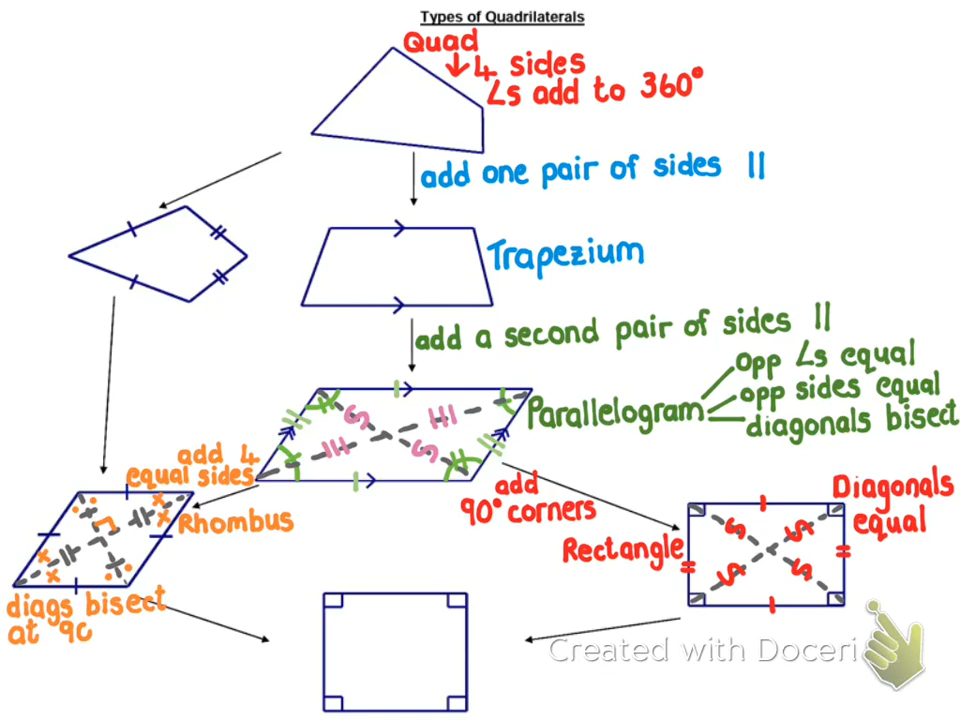 Types of Quadrilaterals
Quad
4 sides
∠s add to 360°
add one pair of sides ||
Trapezium
add a second pair of sides ||
Parallelogram
opp ∠s equal
opp sides equal
diagonals bisect
add 4
equal sides
Rhombus
diags bisect
at 90
add
90° corners
Rectangle
Diagonals
equal
Created with Doceri